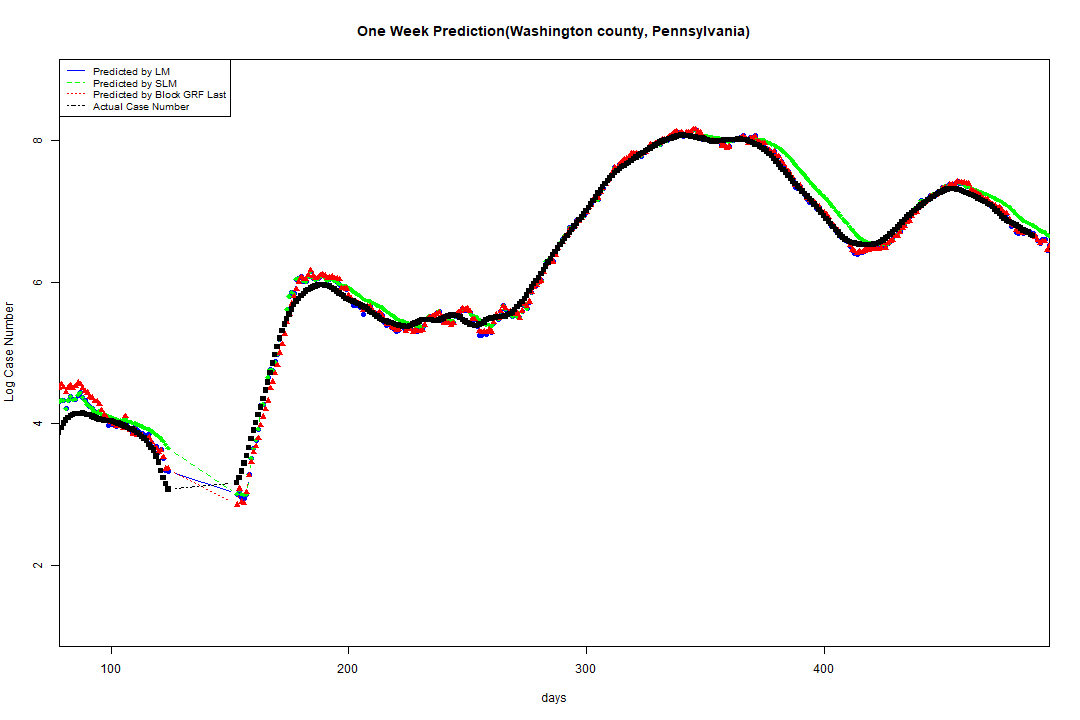 One Week Prediction(Washington county, Pennsylvania)
Predicted by LM
Predicted by SLM
Predicted by Block GRF Last
Actual Case Number
8
6
4
2
Log Case Number
100 200 300 400
days